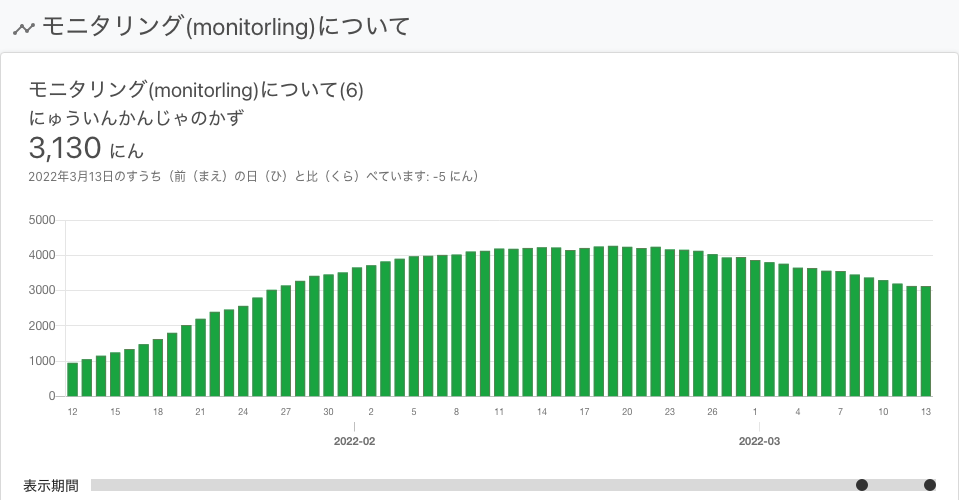 モニタリング(monitorling)について
モニタリング(monitorling)について(6)
にゅういんかんじゃのかず
3,130 にん
2022年3月13日のすうち（前（まえ）の日（ひ）と比（くら）べています: -5 にん）
5000
4000
3000
2000
1000
0
12 15 18 21 24 27 30 2 5 8 11 14 17 20 23 26 1 4 7 10 13
2022-02 2022-03
表示期間